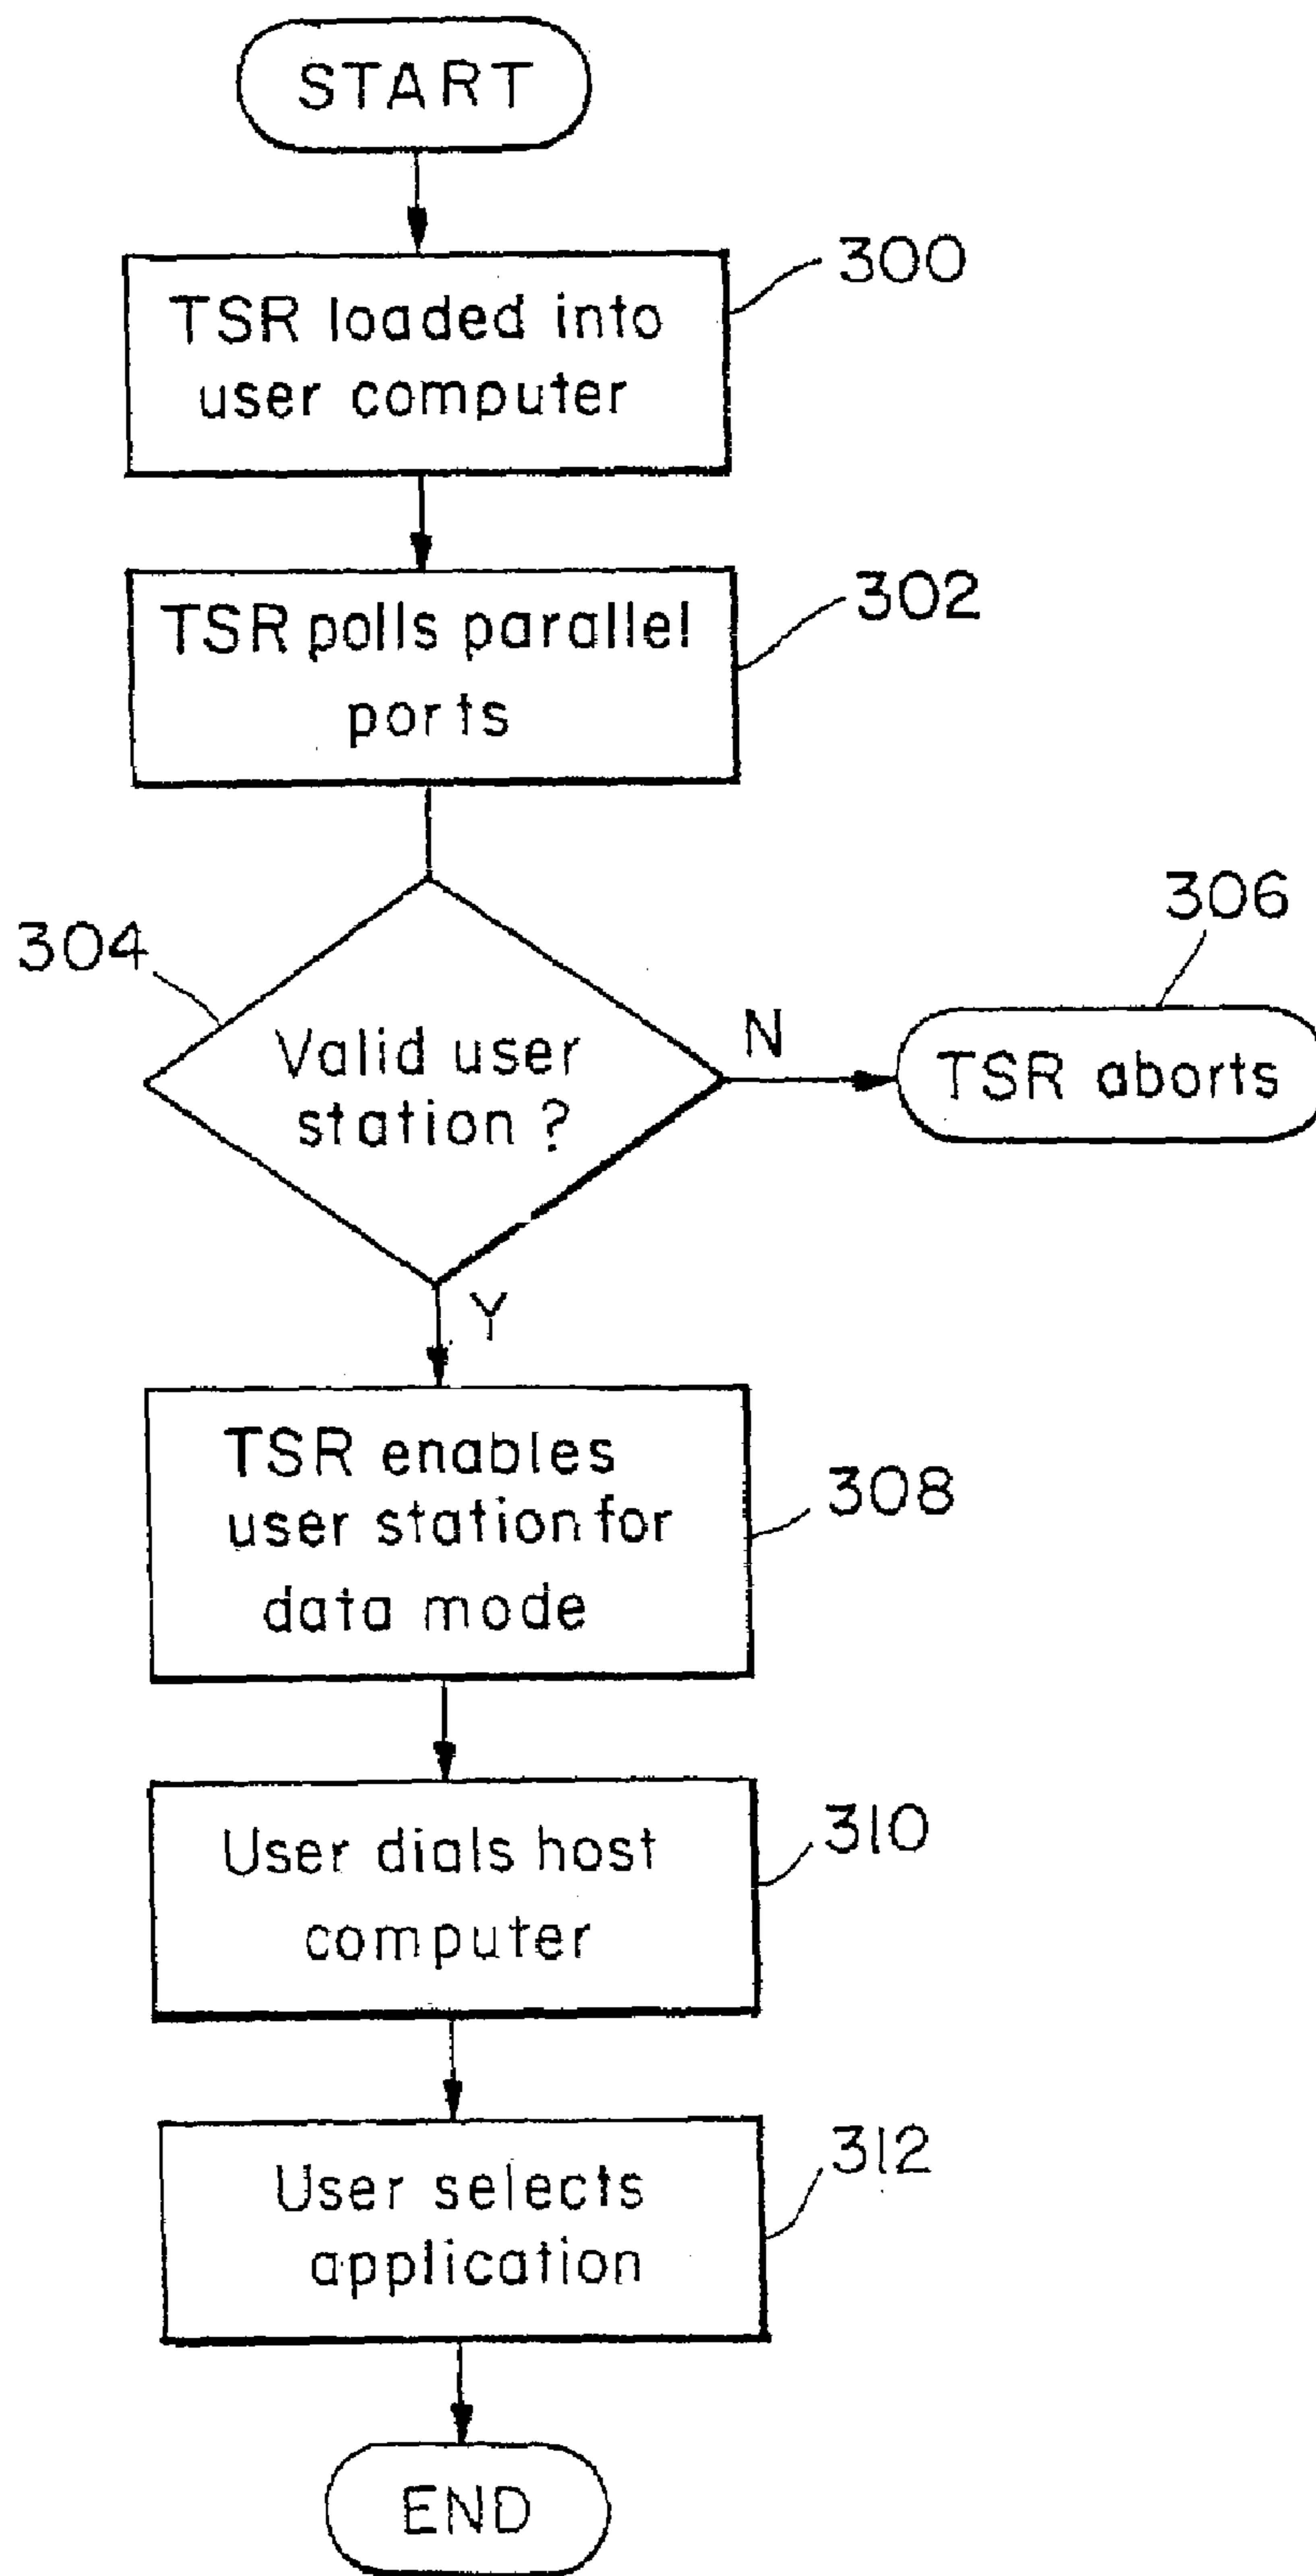 START
300
TSR loaded into
user computer
302
TSR polls parallel
ports
304
Valid user
station ?
N
306
TSR aborts
Y
TSR enables
user station for
data mode
308
User dials host
computer
310
User selects
application
312
END